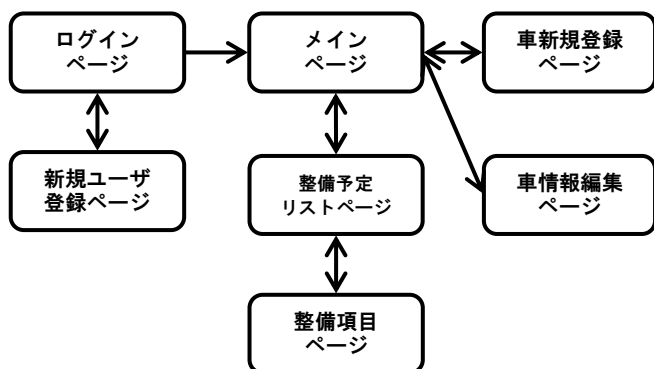 ログイン
ページ
メイン
ページ
車新規登録
ページ
新規ユーザ
登録ページ
整備予定
リストページ
車情報編集
ページ
整備項目
ページ